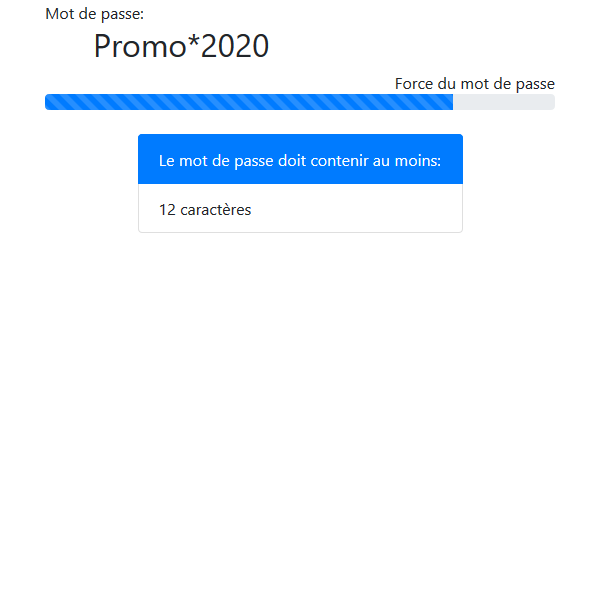 Mot de passe:
Promo*2020
Force du mot de passe
Le mot de passe doit contenir au moins:
12 caractères